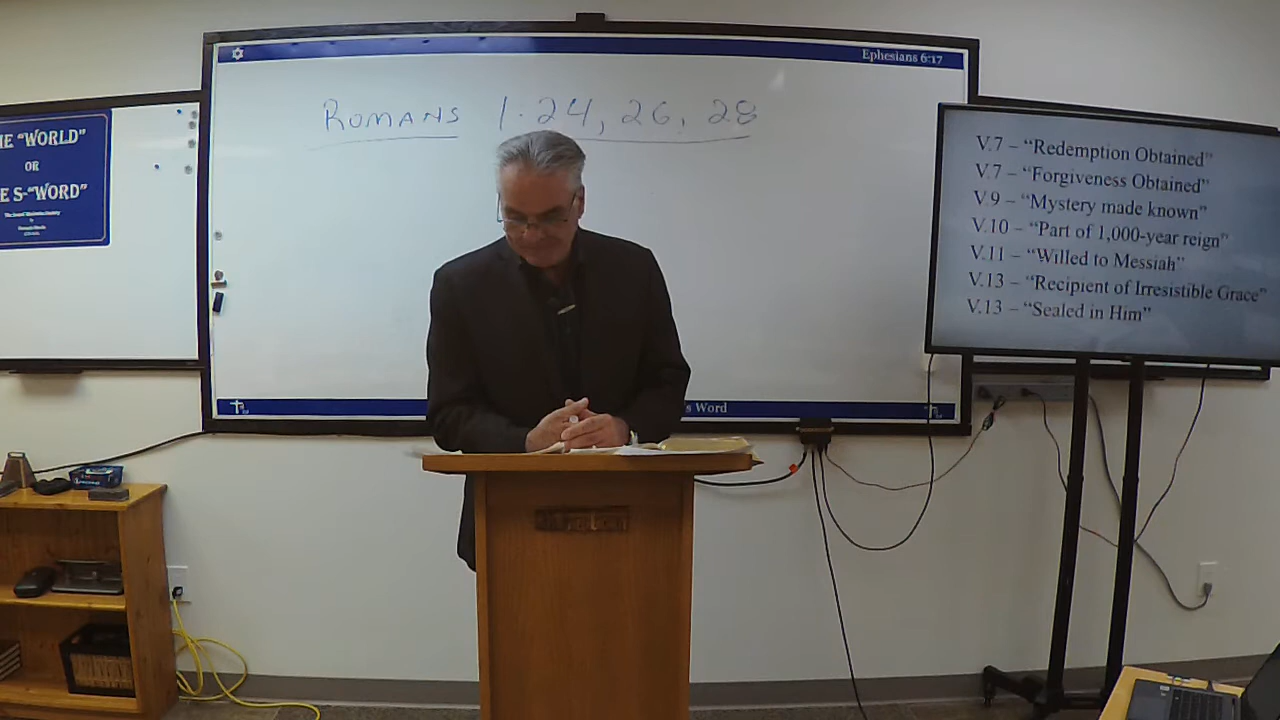 Ephesians 6:17
ROMANS 1:24, 26, 28
HE "WORLD"
OR
E S-"WORD"
V.7 – "Redemption Obtained"
V.7 – "Forgiveness Obtained"
V.9 – "Mystery made known"
V.10 – "Part of 1,000-year reign"
V.11 – "Willed to Messiah"
V.13 – "Recipient of Irresistible Grace"
V.13 – "Sealed in Him"
s Word